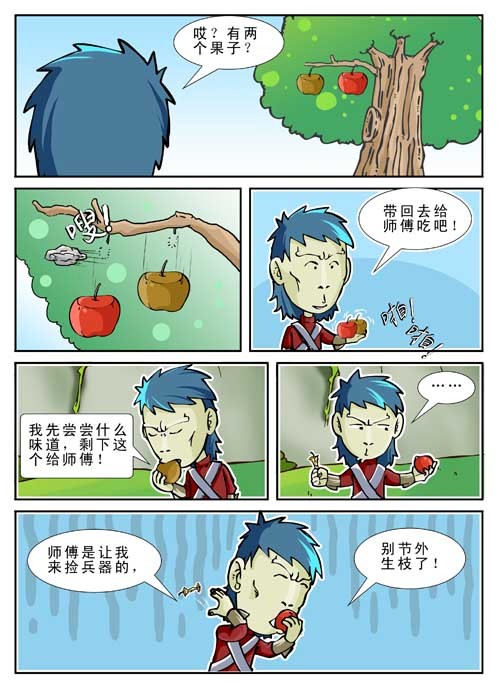 哎？有两
个果子？
嗖！
带回去给
师傅吃吧！
啪！
啪！
我先尝尝什么
味道，剩下这
个给师傅！
……
师傅是让我
来捡兵器的，
别节外
生枝了！